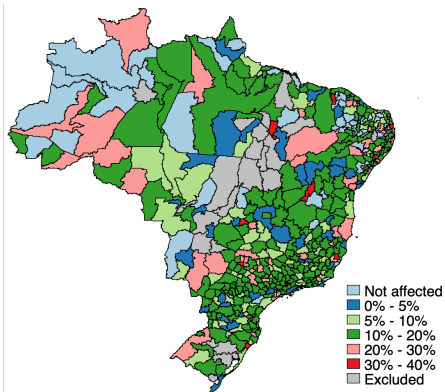 Not affected
0% - 5%
5% - 10%
10% - 20%
20% - 30%
30% - 40%
Excluded